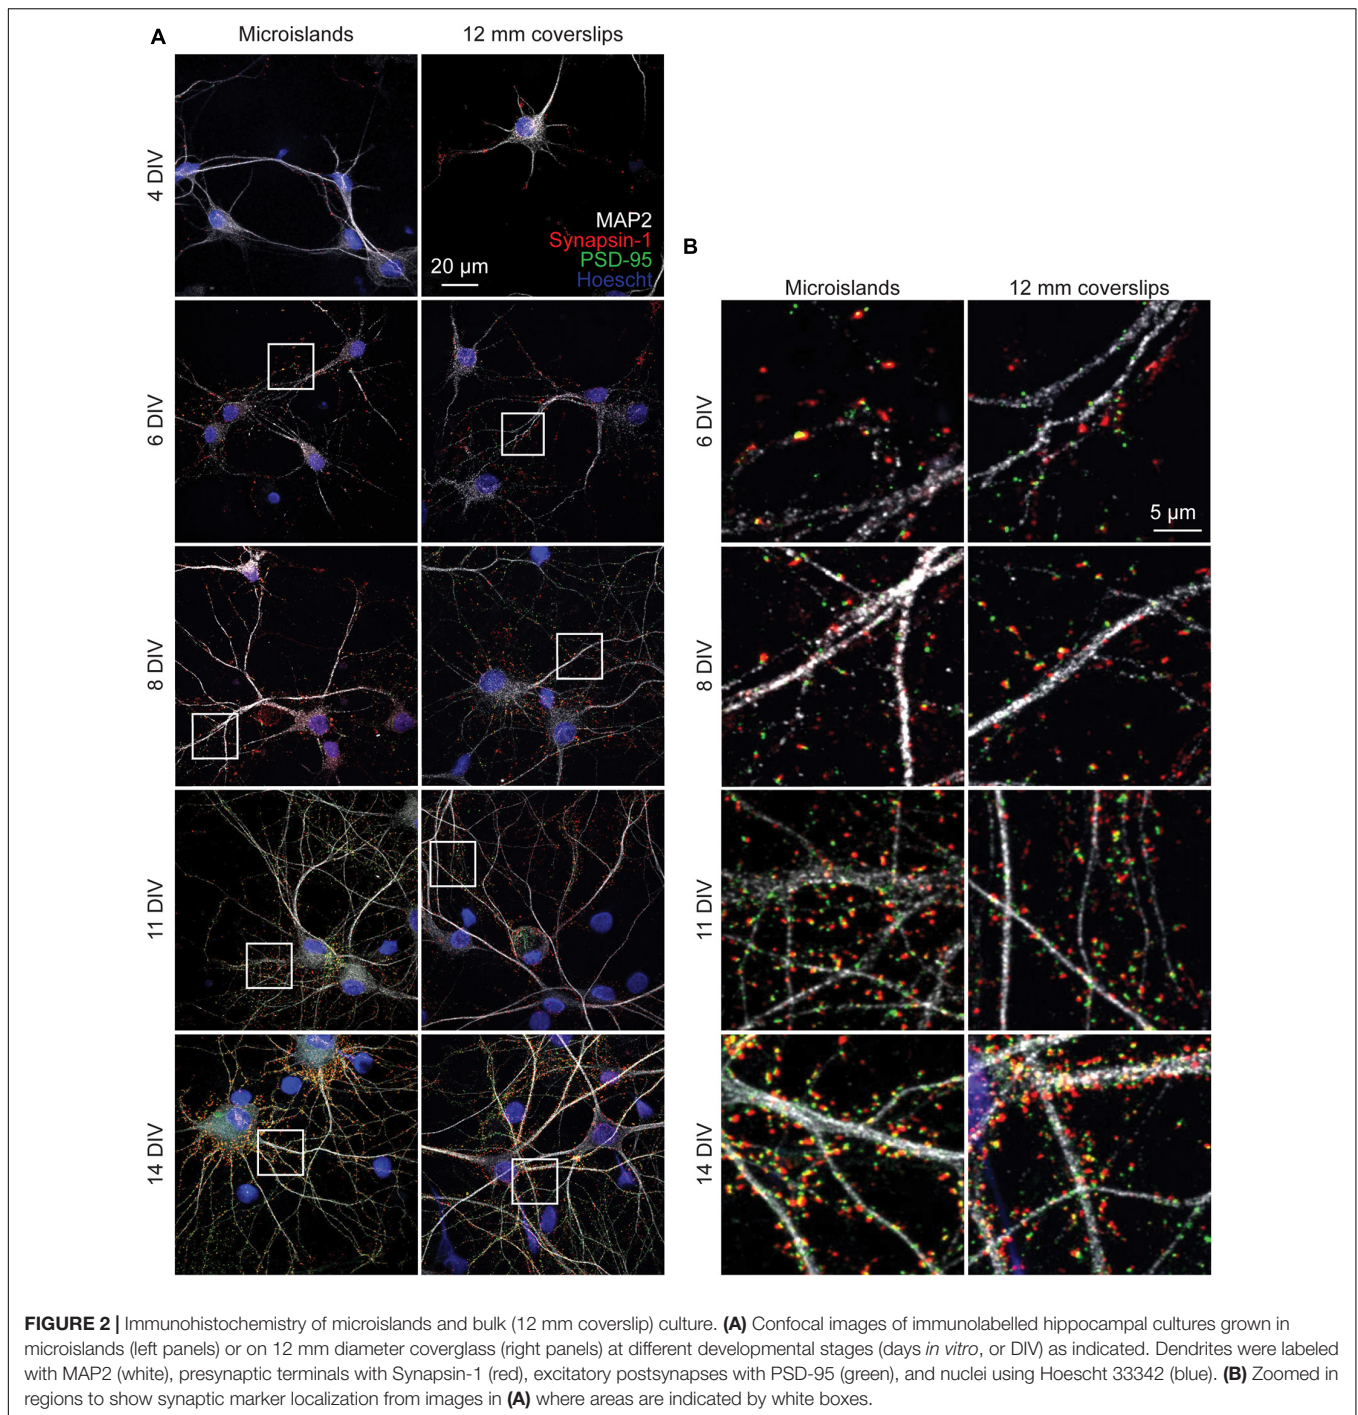 A
Microislands
12 mm coverslips
4 DIV
MAP2
Synapsin-1
PSD-95
Hoescht
20 μm
6 DIV
8 DIV
11 DIV
14 DIV
B
Microislands
12 mm coverslips
6 DIV
5 μm
8 DIV
11 DIV
14 DIV
FIGURE 2 | Immunohistochemistry of microislands and bulk (12 mm coverslip) culture. (A) Confocal images of immunolabelled hippocampal cultures grown in
microislands (left panels) or on 12 mm diameter coverglass (right panels) at different developmental stages (days in vitro, or DIV) as indicated. Dendrites were labeled
with MAP2 (white), presynaptic terminals with Synapsin-1 (red), excitatory postsynapses with PSD-95 (green), and nuclei using Hoescht 33342 (blue). (B) Zoomed in
regions to show synaptic marker localization from images in (A) where areas are indicated by white boxes.